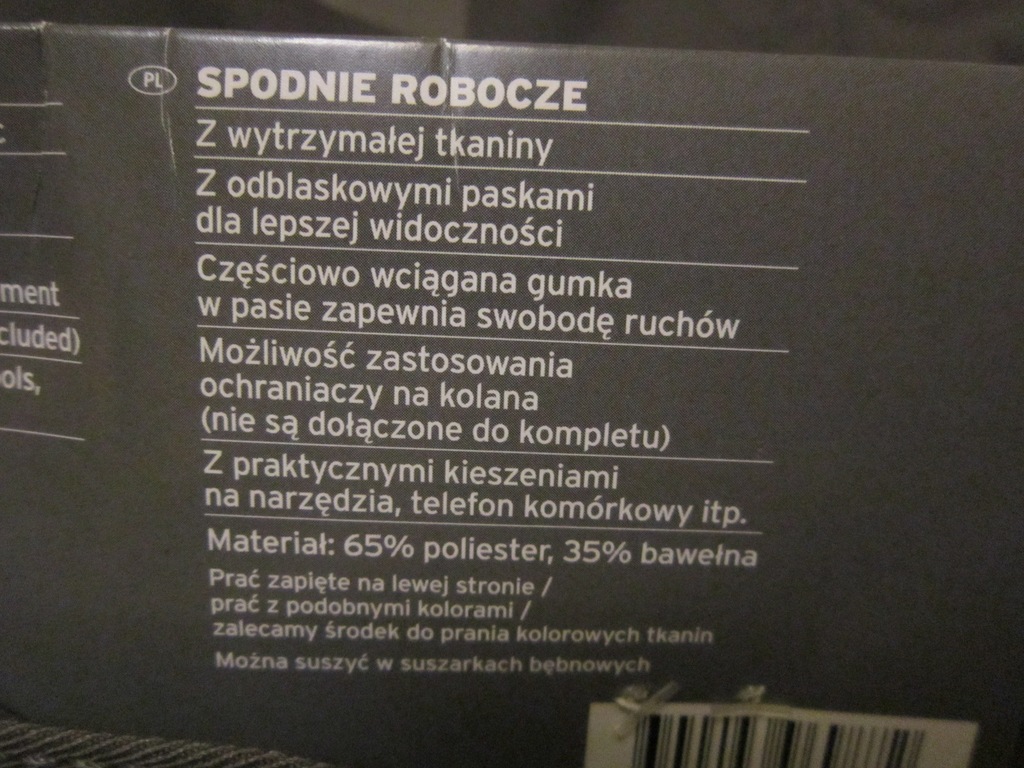 PL SPODNIE ROBOCZE
Z wytrzymałej tkaniny
Z odblaskowymi paskami
dla lepszej widoczności
Częściowo wciągana gumka
w pasie zapewnia swobodę ruchów
Możliwość zastosowania
ochraniaczy na kolana
(nie są dołączone do kompletu)
Z praktycznymi kieszeniami
na narzędzia, telefon komórkowy itp.
Materiał: 65% poliester, 35% bawełna
Prać zapięte na lewej stronie /
prać z podobnymi kolorami /
zalecamy środek do prania kolorowych tkanin
Można suszyć w suszarkach bębnowych